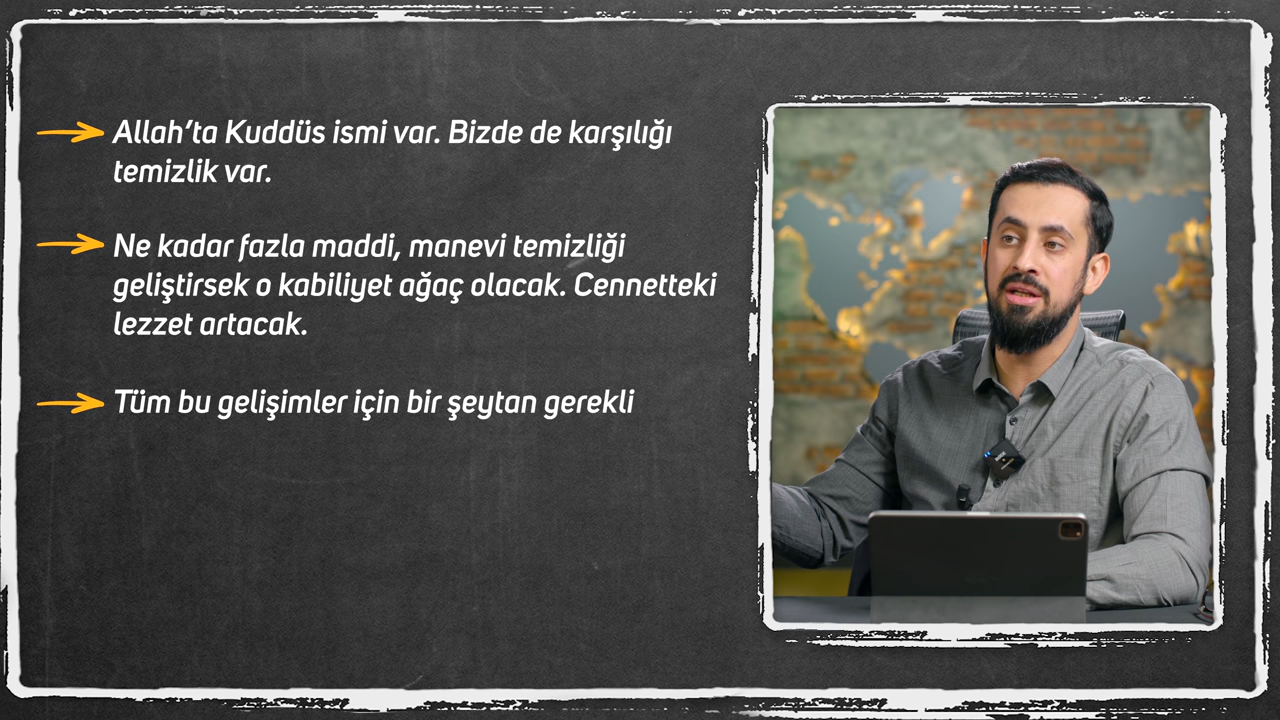 Allah’ta Kuddüs ismi var. Bizde de karşılığı
temizlik var.
Ne kadar fazla maddi, manevi temizliği
geliştirsek o kabiliyet ağaç olacak. Cennetteki
lezzet artacak.
Tüm bu gelişimler için bir şeytan gerekli